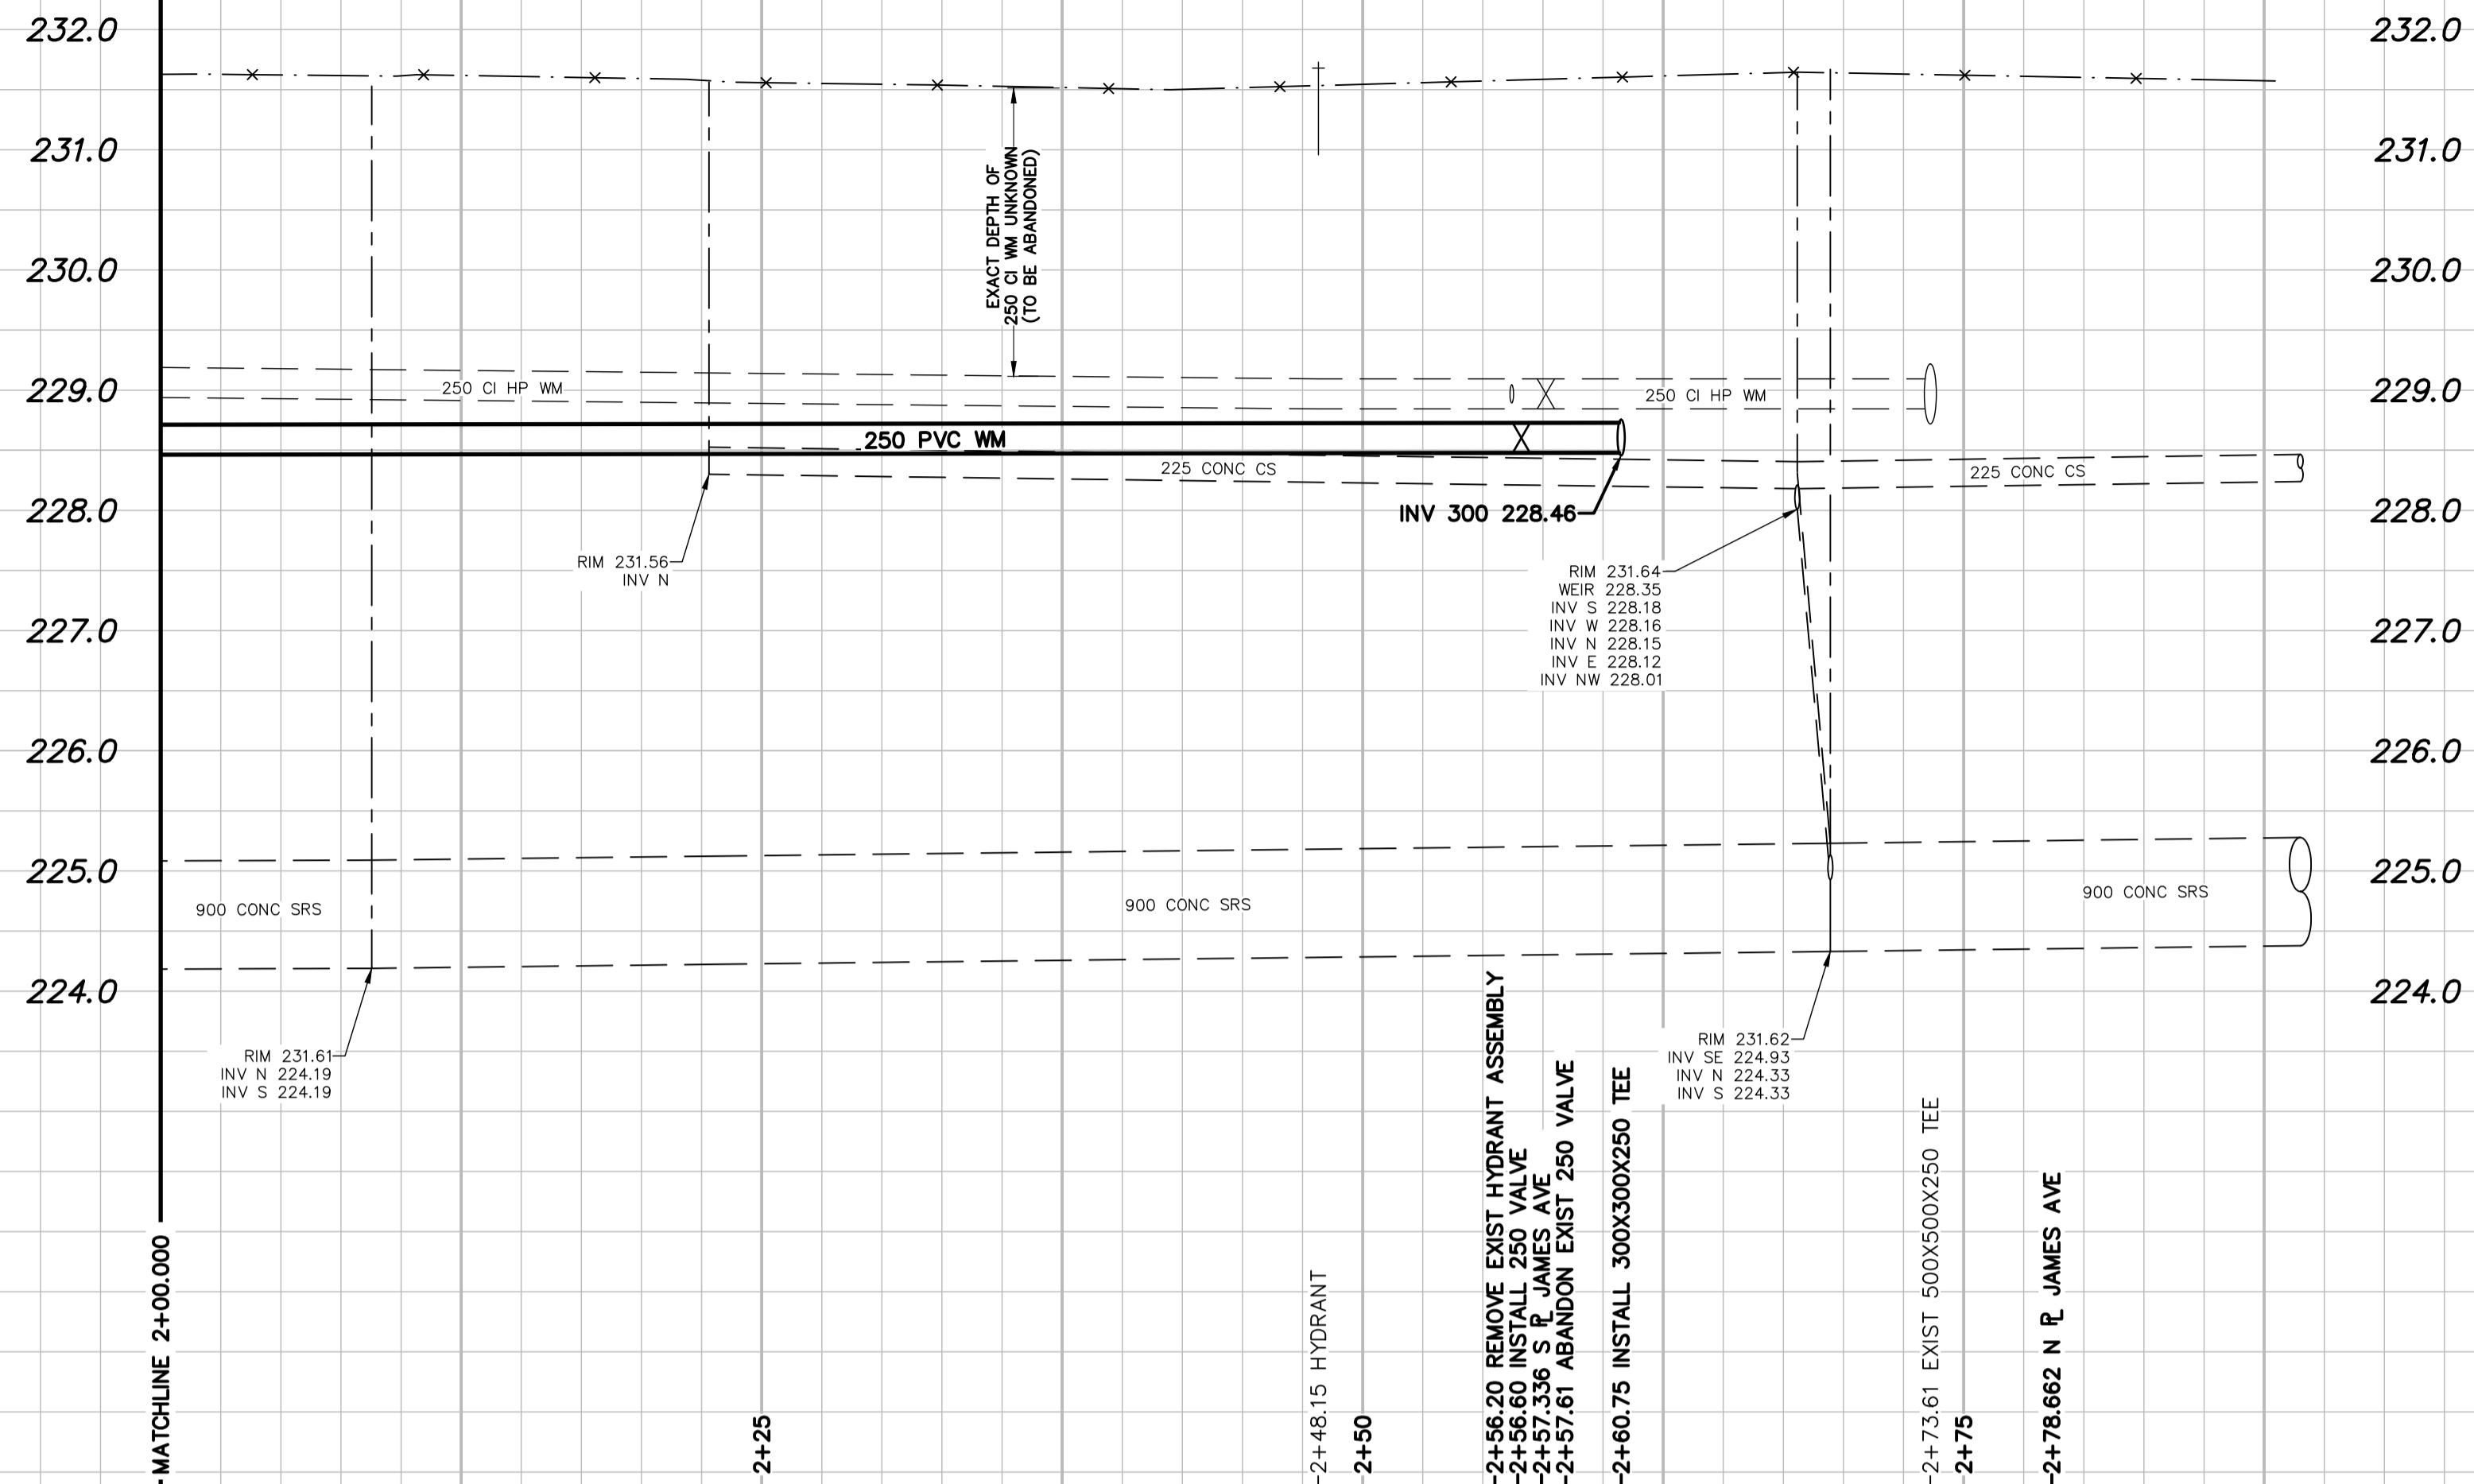 232.0
232.0
231.0
231.0
230.0
230.0
229.0
229.0
228.0
228.0
227.0
227.0
226.0
226.0
225.0
225.0
224.0
224.0
EXACT DEPTH OF
250 CI WM UNKNOWN
(TO BE ABANDONED)
250 CI HP WM
250 CI HP WM
250 PVC WM
225 CONC CS
225 CONC CS
INV 300 228.46
RIM 231.56
INV N
RIM 231.64
WEIR 228.35
INV S 228.18
INV W 228.16
INV N 228.15
INV E 228.12
INV NW 228.01
900 CONC SRS
900 CONC SRS
900 CONC SRS
RIM 231.61
INV N 224.19
INV S 224.19
RIM 231.62
INV SE 224.93
INV N 224.33
INV S 224.33
MATCHLINE 2+00.000
2+25
2+48.15 HYDRANT
2+50
2+56.20 REMOVE EXIST HYDRANT ASSEMBLY
2+56.60 INSTALL 250 VALVE
2+57.336 S PL JAMES AVE
2+57.61 ABANDON EXIST 250 VALVE
2+60.75 INSTALL 300X300X250 TEE
2+73.61 EXIST 500X500X250 TEE
2+75
2+78.662 N PL JAMES AVE